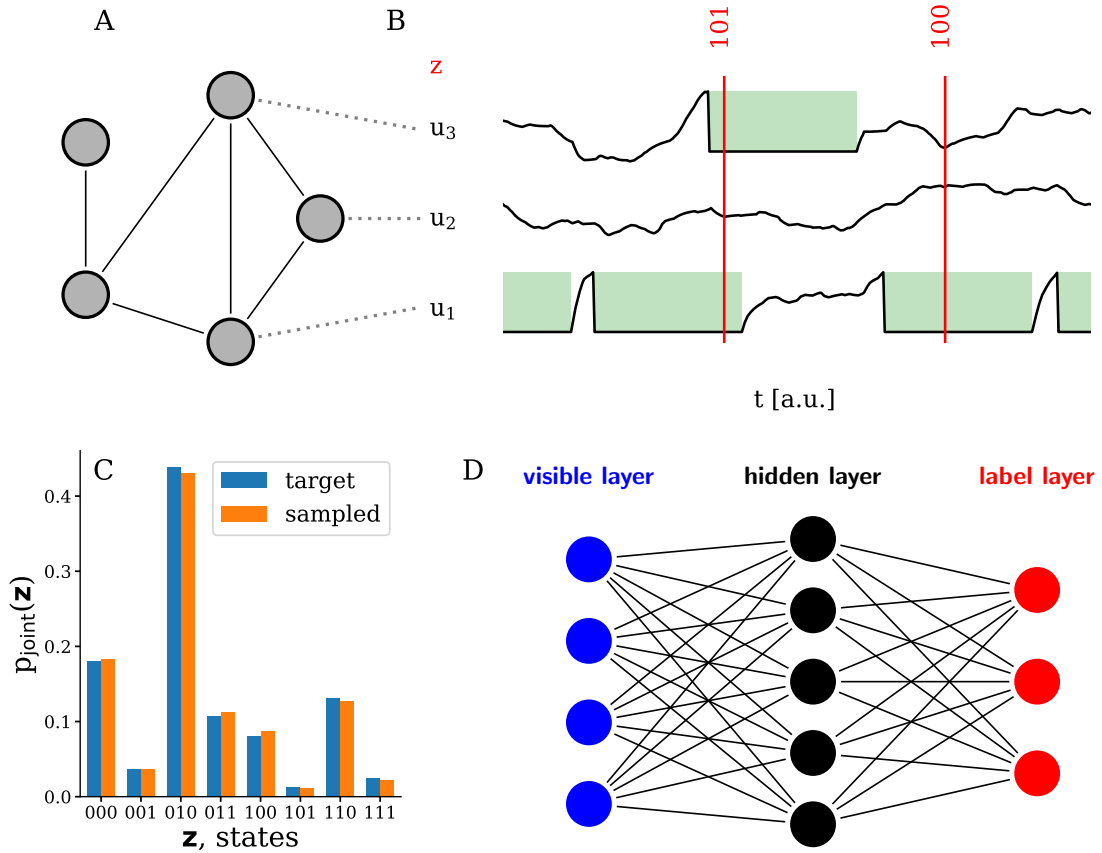 A
B
z
101
100
u3
u2
u1
t [a.u.]
C
target
sampled
0.4
0.3
0.2
0.1
0.0
pjoint(z)
000 001 010 011 100 101 110 111
z, states
D
visible layer
hidden layer
label layer